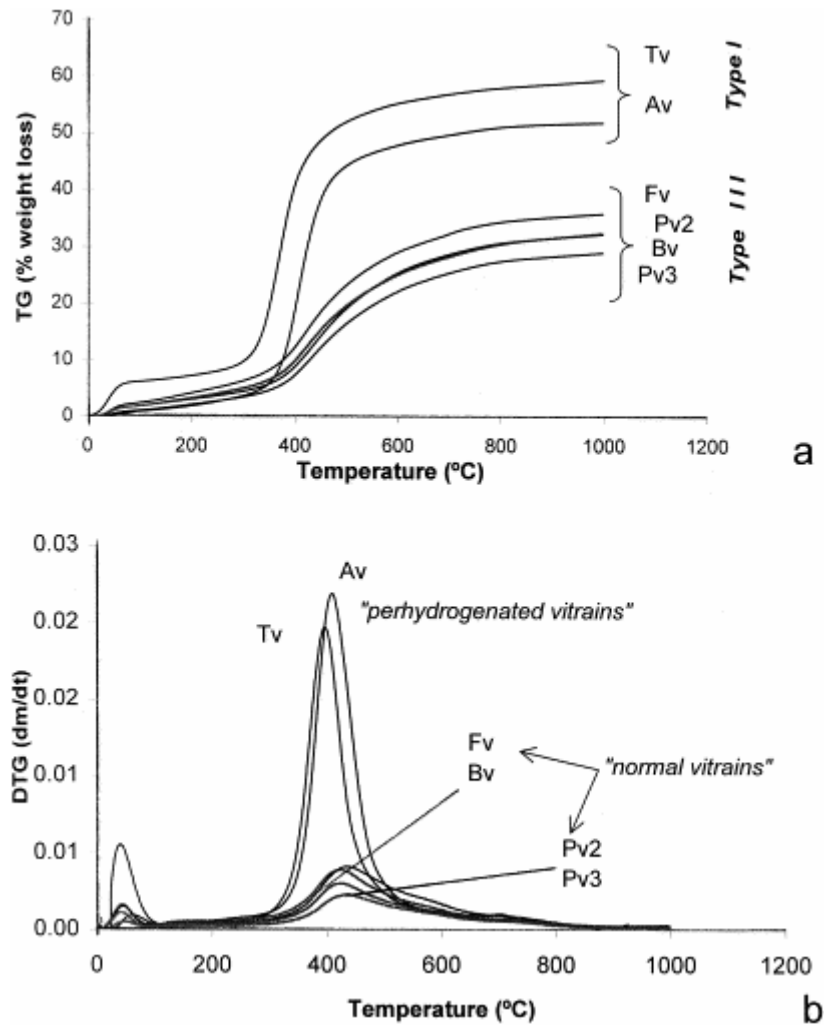 70
60
50
40
30
20
10
0
TG (% weight loss)
0 200 400 600 800 1000 1200
Temperature (ºC)
Tv
Av
Type I
Fv
Pv2
Bv
Pv3
Type III
a
0.03
0.02
0.02
0.01
0.01
0.00
DTG (dm/dt)
Av
"perhydrogenated vitrains"
Tv
Fv
Bv
"normal vitrains"
Pv2
Pv3
0 200 400 600 800 1000 1200
Temperature (ºC)
b